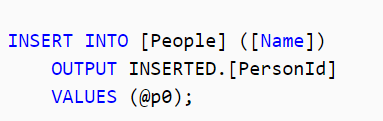 INSERT INTO [People] ([Name])
OUTPUT INSERTED.[PersonId]
VALUES (@p0);